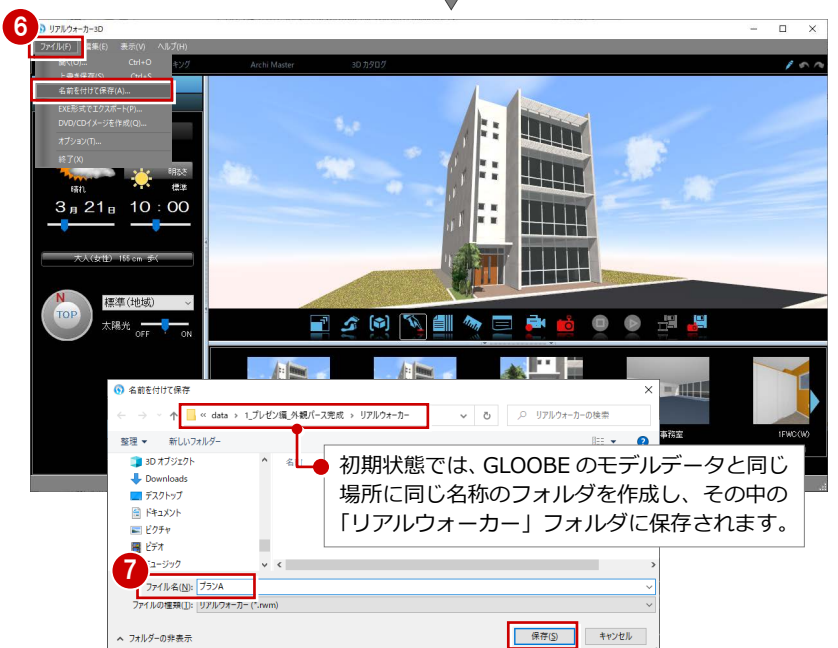 6
リアルウォーカー3D
ファイル(F) 編集(E) 表示(V) ヘルプ(H)
開く(O)... Ctrl+O
上書き保存(S) Ctrl+S
キング Archi Master 3Dカタログ
名前を付けて保存(A)...
EXE形式でエクスポート(P)...
DVD/CDイメージを作成(Q)...
オプション(T)...
終了(X)
明るさ
晴れ 標準
3月21日 10:00
大人(女性) 155 cm 歩く
N
TOP
標準(地域)
太陽光
OFF ON
名前を付けて保存
« data › 1_プレゼン編_外観パース完成 › リアルウォーカー
リアルウォーカーの検索
整理 新しいフォルダー
事務室 1FWC(W)
3D オブジェクト
Downloads
デスクトップ
ドキュメント
ピクチャ
ビデオ
ミュージック
初期状態では、GLOOBE のモデルデータと同じ
場所に同じ名称のフォルダを作成し、その中の
「リアルウォーカー」フォルダに保存されます。
7
ファイル名(N): プランA
ファイルの種類(T): リアルウォーカー (*.rwm)
フォルダーの非表示
保存(S) キャンセル